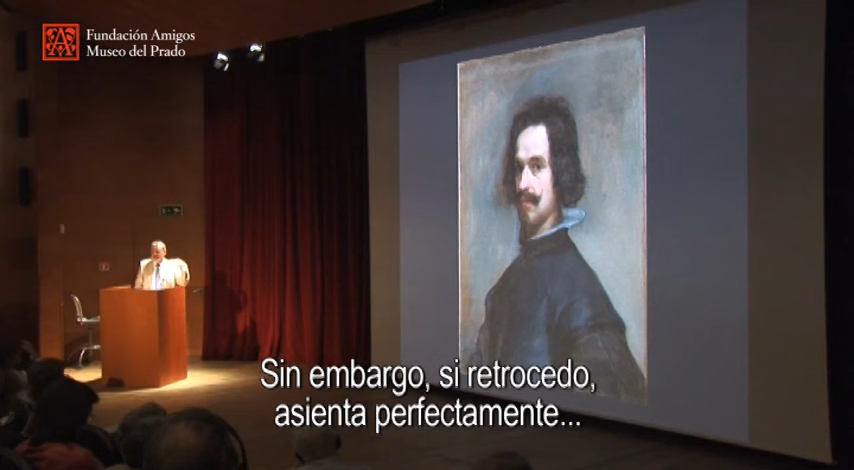 Fundación Amigos
Museo del Prado
Sin embargo, si retrocedo,
asienta perfectamente...